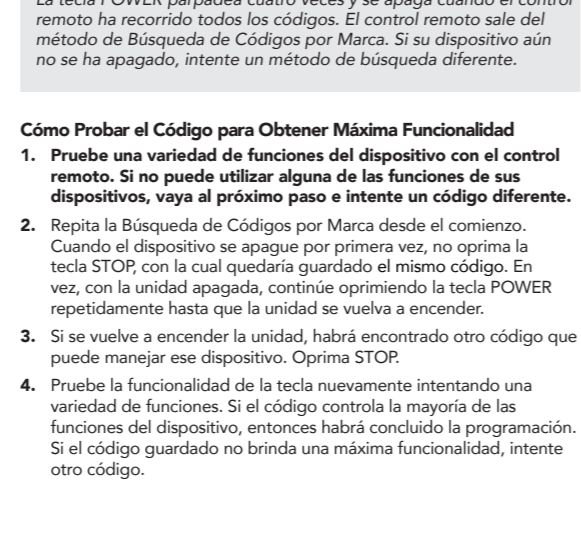 La tecla POWER parpadea cuatro veces y se apaga cuando el control
remoto ha recorrido todos los códigos. El control remoto sale del
método de Búsqueda de Códigos por Marca. Si su dispositivo aún
no se ha apagado, intente un método de búsqueda diferente.
Cómo Probar el Código para Obtener Máxima Funcionalidad
1. Pruebe una variedad de funciones del dispositivo con el control
remoto. Si no puede utilizar alguna de las funciones de sus
dispositivos, vaya al próximo paso e intente un código diferente.
2. Repita la Búsqueda de Códigos por Marca desde el comienzo.
Cuando el dispositivo se apague por primera vez, no oprima la
tecla STOP, con la cual quedaría guardado el mismo código. En
vez, con la unidad apagada, continúe oprimiendo la tecla POWER
repetidamente hasta que la unidad se vuelva a encender.
3. Si se vuelve a encender la unidad, habrá encontrado otro código que
puede manejar ese dispositivo. Oprima STOP.
4. Pruebe la funcionalidad de la tecla nuevamente intentando una
variedad de funciones. Si el código controla la mayoría de las
funciones del dispositivo, entonces habrá concluido la programación.
Si el código guardado no brinda una máxima funcionalidad, intente
otro código.